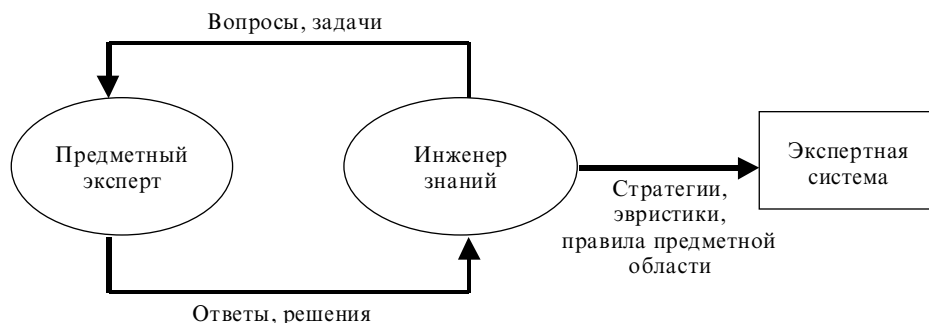 Вопросы, задачи
Предметный
эксперт
Инженер
знаний
Экспертная
система
Стратегии,
эвристики,
правила предметной
области
Ответы, решения